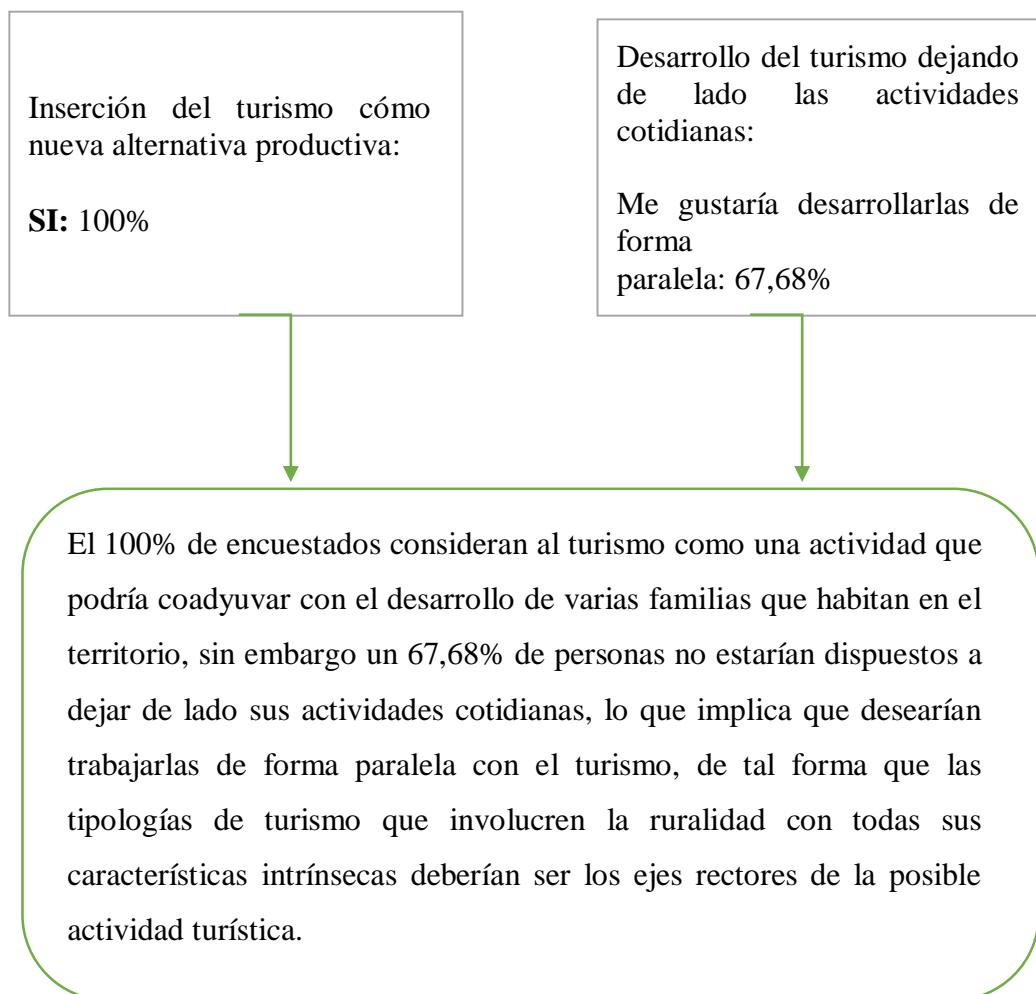 Inserción del turismo cómo
nueva alternativa productiva:
SI: 100%
Desarrollo del turismo dejando
de lado las actividades
cotidianas:
Me gustaría desarrollarlas de
forma
paralela: 67,68%
El 100% de encuestados consideran al turismo como una actividad que
podría coadyuvar con el desarrollo de varias familias que habitan en el
territorio, sin embargo un 67,68% de personas no estarían dispuestos a
dejar de lado sus actividades cotidianas, lo que implica que desearían
trabajarlas de forma paralela con el turismo, de tal forma que las
tipologías de turismo que involucren la ruralidad con todas sus
características intrínsecas deberían ser los ejes rectores de la posible
actividad turística.